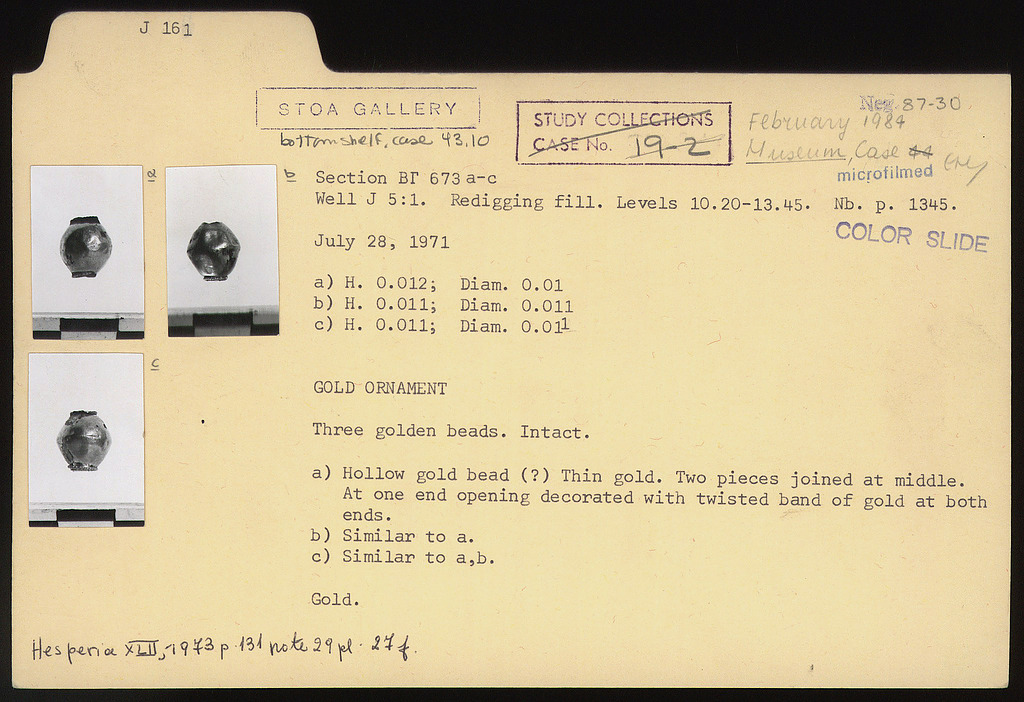 J 161
Neg. 87-30
STOA GALLERY
bottom shelf, case 43,10
STUDY COLLECTIONS
CASE No. 19-2
February 1984
Museum, Case 44
microfilmed
COLOR SLIDE
a
b
c
Section BΓ 673 a-c
Well J 5:1. Redigging fill. Levels 10.20-13.45. Nb. p. 1345.
July 28, 1971
a) H. 0.012; Diam. 0.01
b) H. 0.011; Diam. 0.011
c) H. 0.011; Diam. 0.011
GOLD ORNAMENT
Three golden beads. Intact.
a) Hollow gold bead (?) Thin gold. Two pieces joined at middle.
At one end opening decorated with twisted band of gold at both
ends.
b) Similar to a.
c) Similar to a,b.
Gold.
Hesperia XLII, 1973 p. 131 note 29 pl. 27 f.